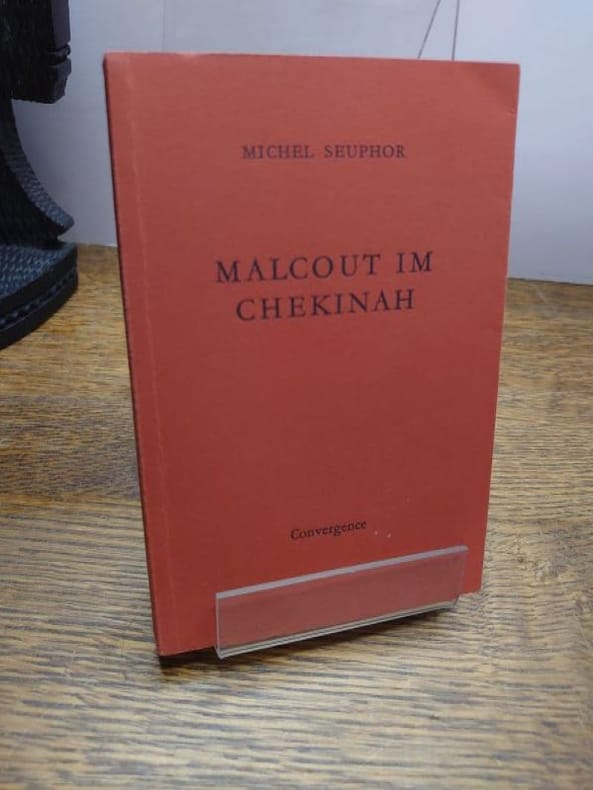 MICHEL SEUPHOR
MALCOUT IM
CHEKINAH
Convergence